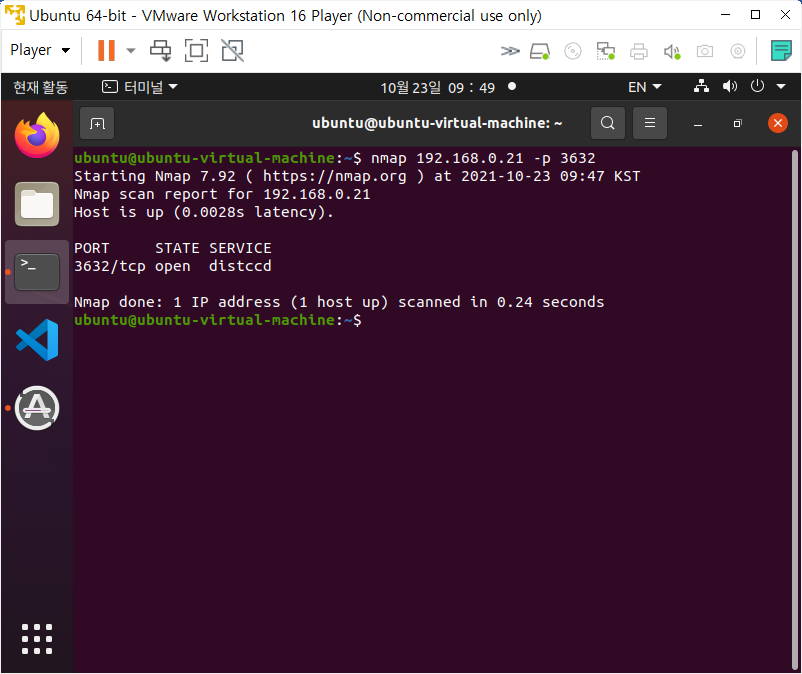 Ubuntu 64-bit - VMware Workstation 16 Player (Non-commercial use only)
Player
현재 활동 터미널 10월 23일 09 : 49 EN
ubuntu@ubuntu-virtual-machine: ~
ubuntu@ubuntu-virtual-machine:~$ nmap 192.168.0.21 -p 3632
Starting Nmap 7.92 ( https://nmap.org ) at 2021-10-23 09:47 KST
Nmap scan report for 192.168.0.21
Host is up (0.0028s latency).
PORT     STATE SERVICE
3632/tcp open  distccd
Nmap done: 1 IP address (1 host up) scanned in 0.24 seconds
ubuntu@ubuntu-virtual-machine:~$